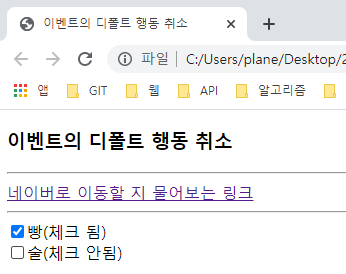 이벤트의 디폴트 행동 취소
파일 C:/Users/plane/Desktop/2
앱 GIT 웹 API 알고리즘
이벤트의 디폴트 행동 취소
네이버로 이동할 지 물어보는 링크
빵(체크 됨)
술(체크 안됨)